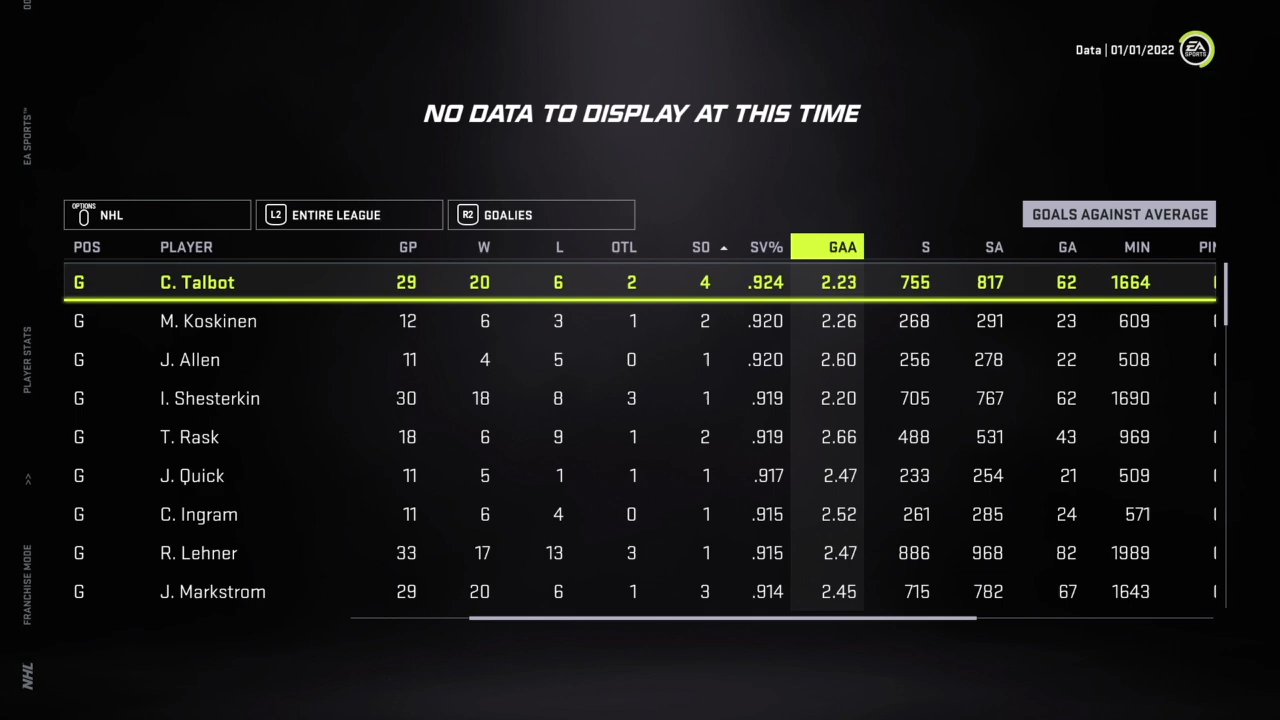 Data | 01/01/2022
EA SPORTS
NO DATA TO DISPLAY AT THIS TIME
OPTIONS NHL L2 ENTIRE LEAGUE R2 GOALIES GOALS AGAINST AVERAGE
POS PLAYER GP W L OTL SO SV% GAA S SA GA MIN
G C. Talbot 29 20 6 2 4 .924 2.23 755 817 62 1664
G M. Koskinen 12 6 3 1 2 .920 2.26 268 291 23 609
G J. Allen 11 4 5 0 1 .920 2.60 256 278 22 508
G I. Shesterkin 30 18 8 3 1 .919 2.20 705 767 62 1690
G T. Rask 18 6 9 1 2 .919 2.66 488 531 43 969
G J. Quick 11 5 1 1 1 .917 2.47 233 254 21 509
G C. Ingram 11 6 4 0 1 .915 2.52 261 285 24 571
G R. Lehner 33 17 13 3 1 .915 2.47 886 968 82 1989
G J. Markstrom 29 20 6 1 3 .914 2.45 715 782 67 1643
NHL FRANCHISE MODE >> PLAYER STATS EA SPORTS™